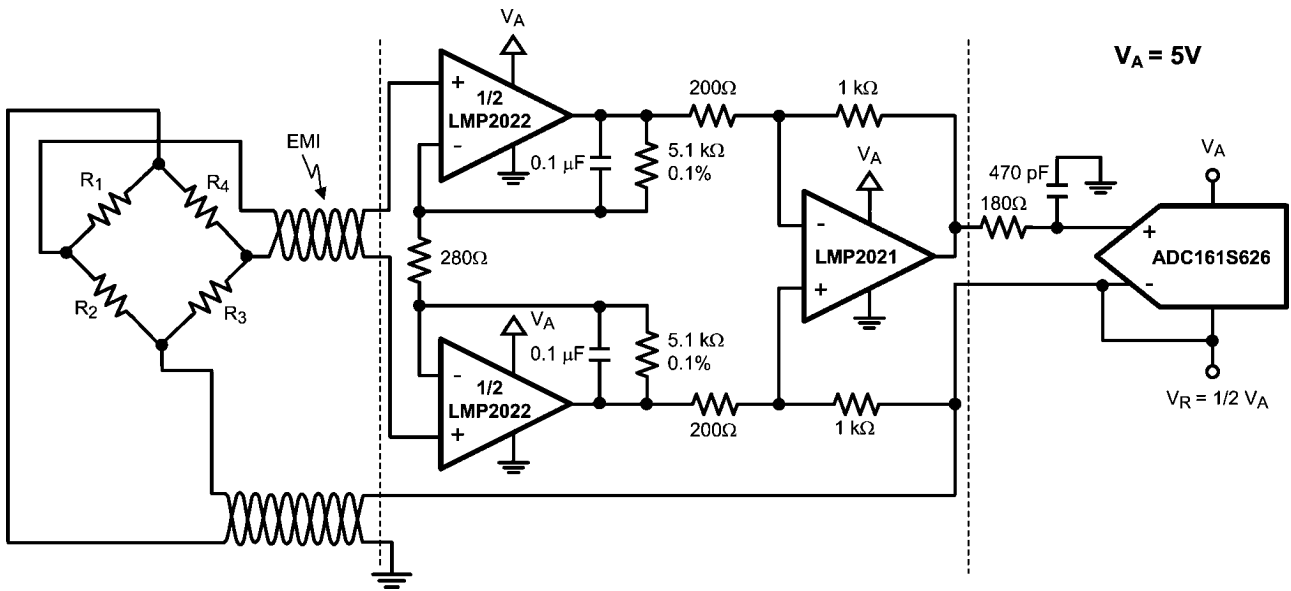 V_A = 5V
V_A
1/2
LMP2022
+
-
0.1 μF
5.1 kΩ
0.1%
200Ω
1 kΩ
EMI
R_1
R_4
R_2
R_3
280Ω
V_A
LMP2021
-
+
470 pF
180Ω
V_A
ADC161S626
+
-
V_R = 1/2 V_A
V_A
0.1 μF
5.1 kΩ
0.1%
1/2
LMP2022
-
+
200Ω
1 kΩ